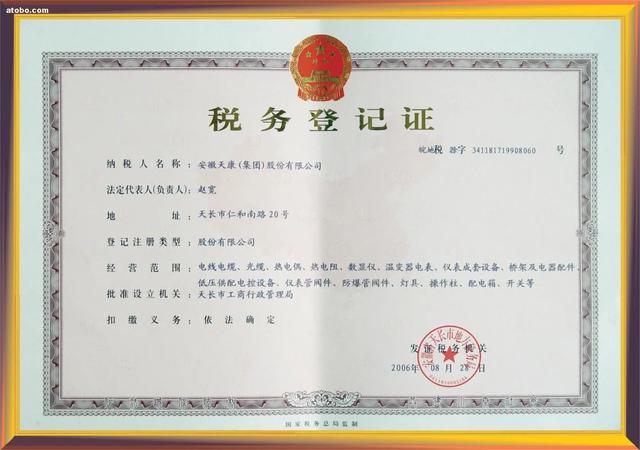 atobo.com
税务登记证
皖地税 滁字 341181719908060 号
纳税人名称: 安徽天康(集团)股份有限公司
法定代表人(负责人) 赵宽
地址: 天长市仁和南路20号
登记注册类型: 股份有限公司
经营范围: 电线电缆、光缆、热电偶、热电阻、数显仪、温变器电表、仪表成套设备、桥架及电器配件、
低压供配电控设备、仪表管阀件、防爆管阀件、灯具、操作柱、配电箱、开关等
批准设立机关: 天长市工商行政管理局
扣缴义务: 依法确定
发证税务机关
2006年 08月 28日
国家税务总局监制